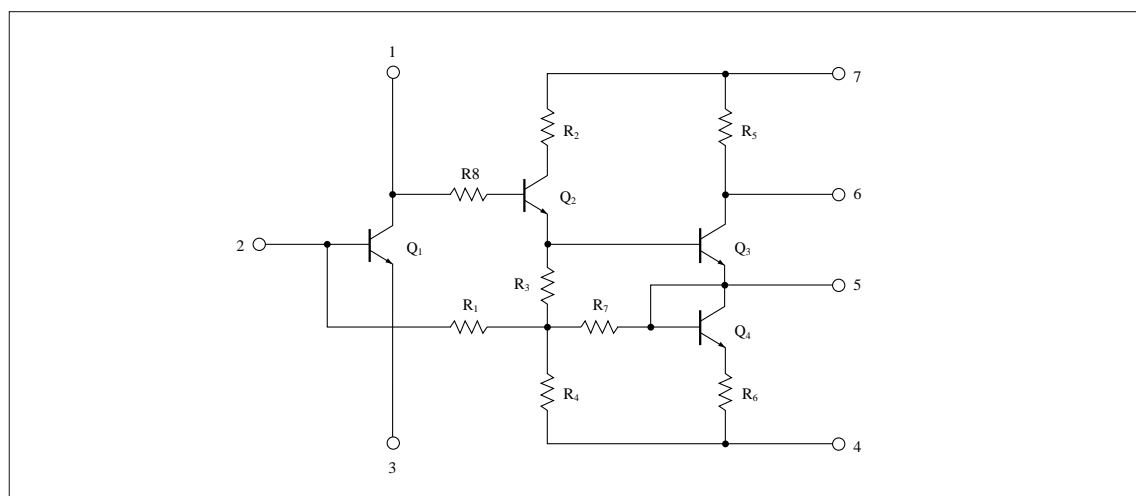 1
7
R₂
R₅
R8
Q₂
6
2
Q₁
Q₃
R₃
5
R₁
R₇
Q₄
R₄
R₆
3
4